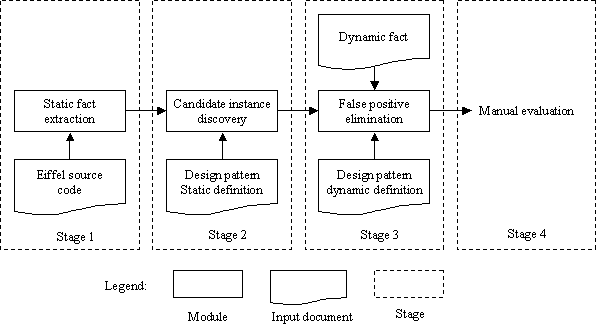 Dynamic fact
Static fact
extraction
Candidate instance
discovery
False positive
elimination
Manual evaluation
Eiffel source
code
Design pattern
Static definition
Design pattern
dynamic definition
Stage 1
Stage 2
Stage 3
Stage 4
Legend:
Module
Input document
Stage